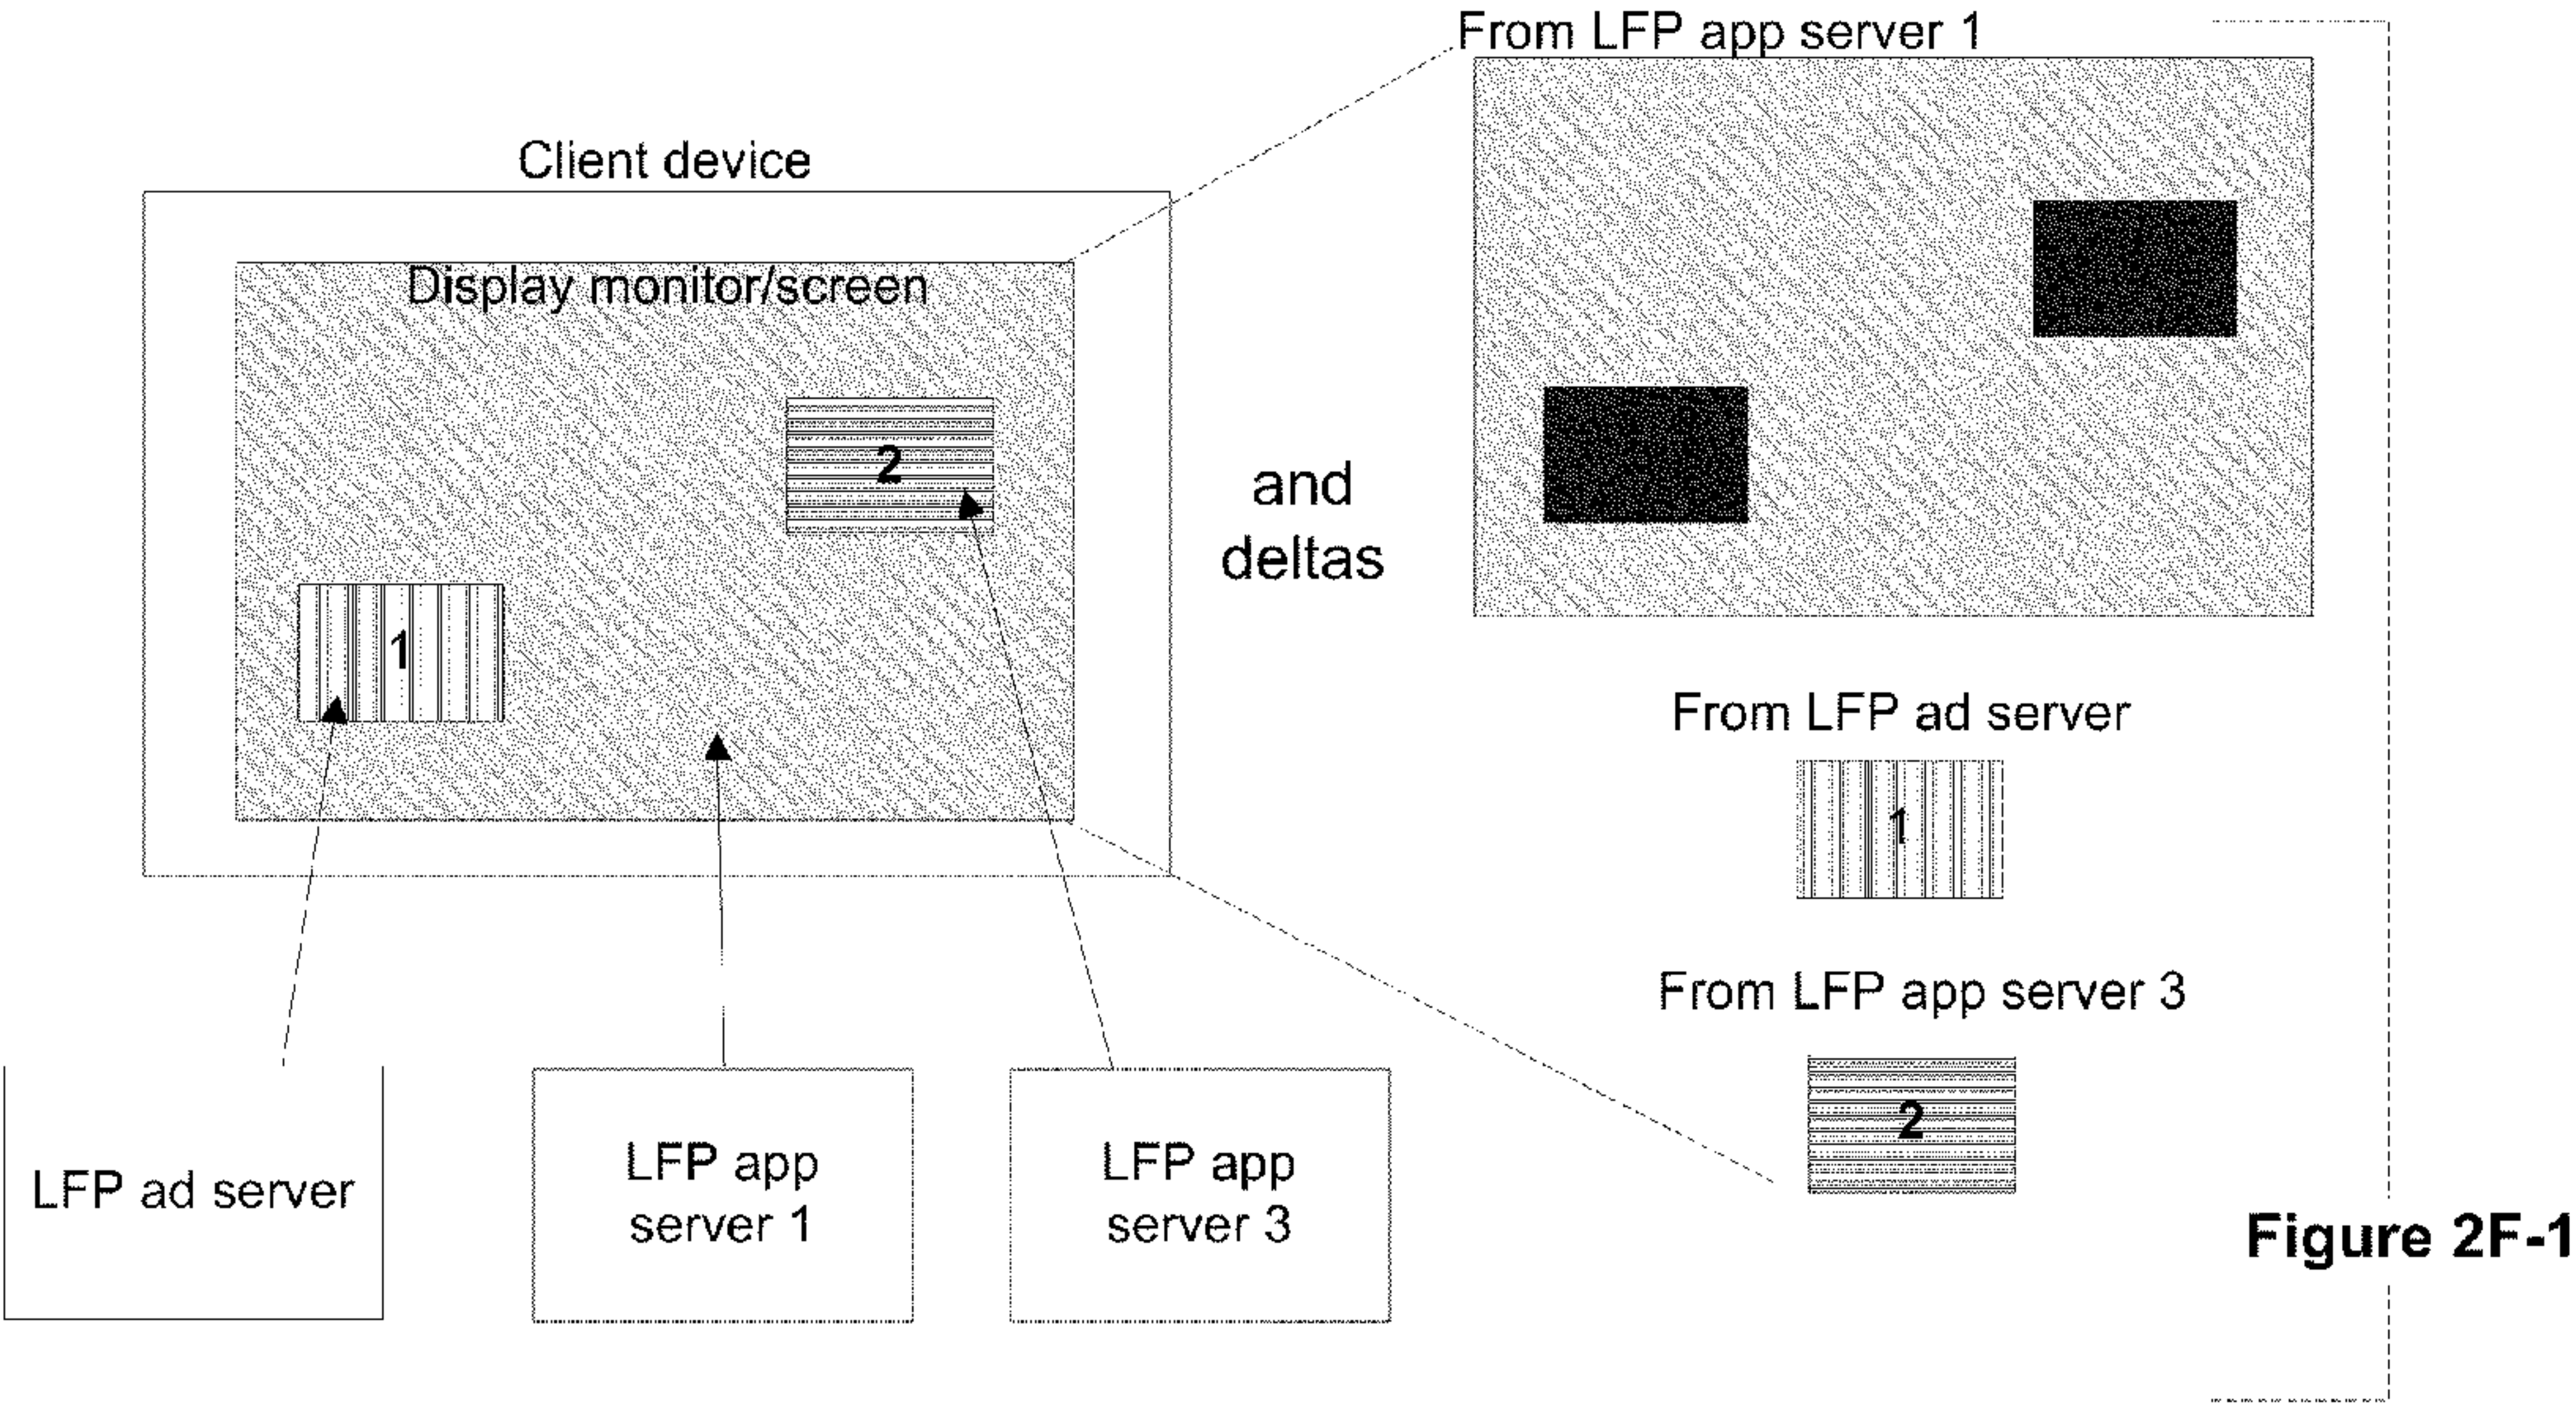 From LFP app server 1
Client device
Display monitor/screen
2
1
and
deltas
From LFP ad server
1
From LFP app server 3
2
LFP ad server
LFP app
server 1
LFP app
server 3
Figure 2F-1